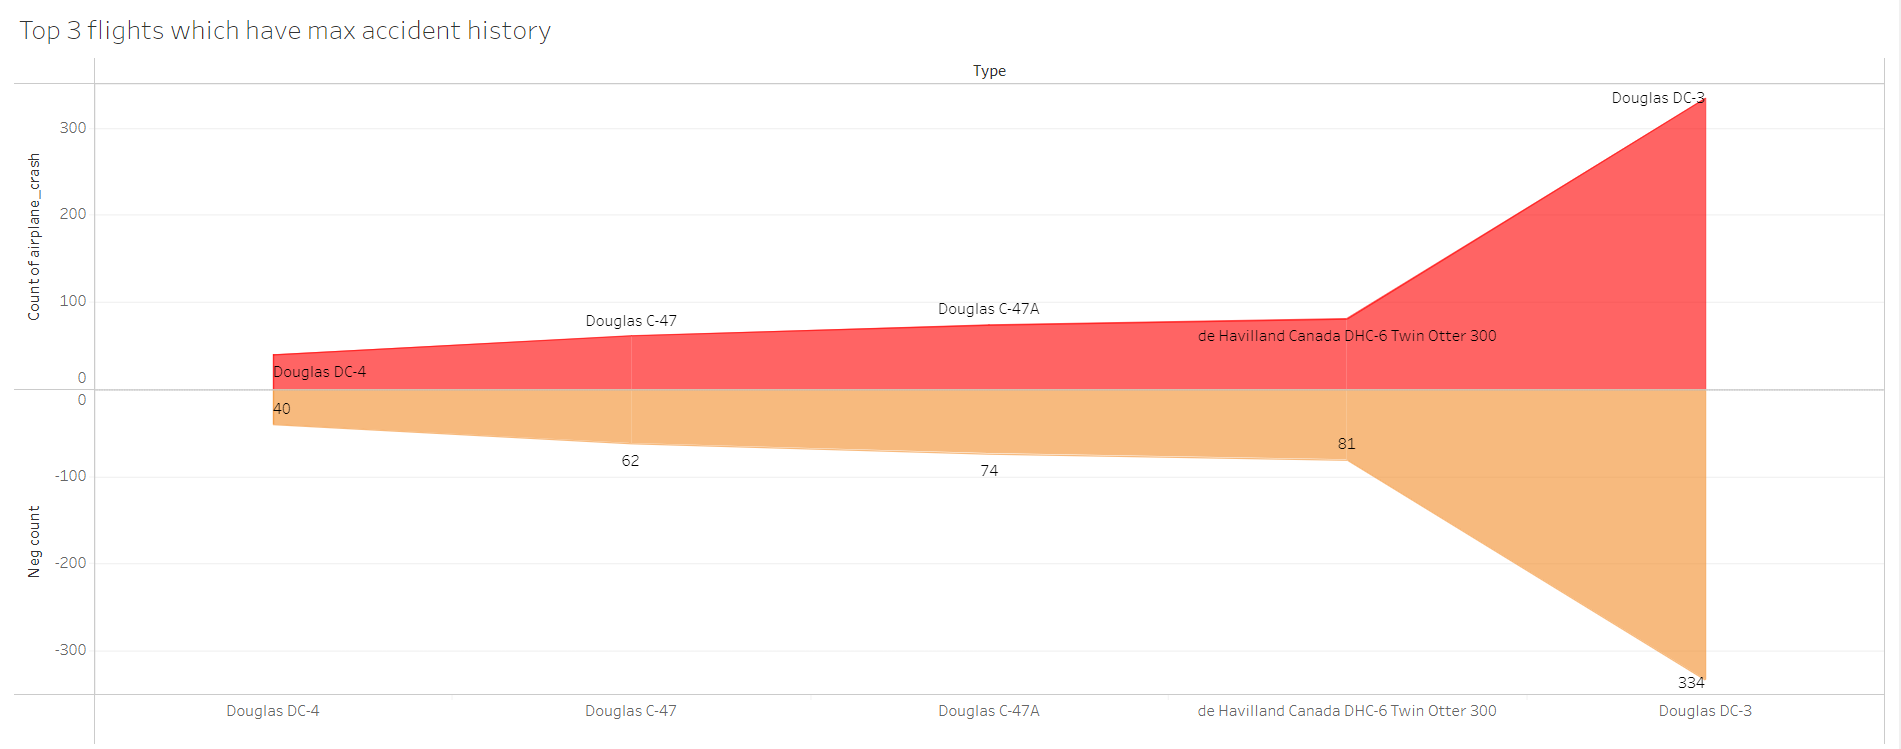 Top 3 flights which have max accident history
Type
Count of airplane_crash
300
200
100
0
Douglas DC-3
Douglas C-47A
Douglas C-47
de Havilland Canada DHC-6 Twin Otter 300
Douglas DC-4
Neg count
0
-100
-200
-300
40
81
62
74
334
Douglas DC-4
Douglas C-47
Douglas C-47A
de Havilland Canada DHC-6 Twin Otter 300
Douglas DC-3